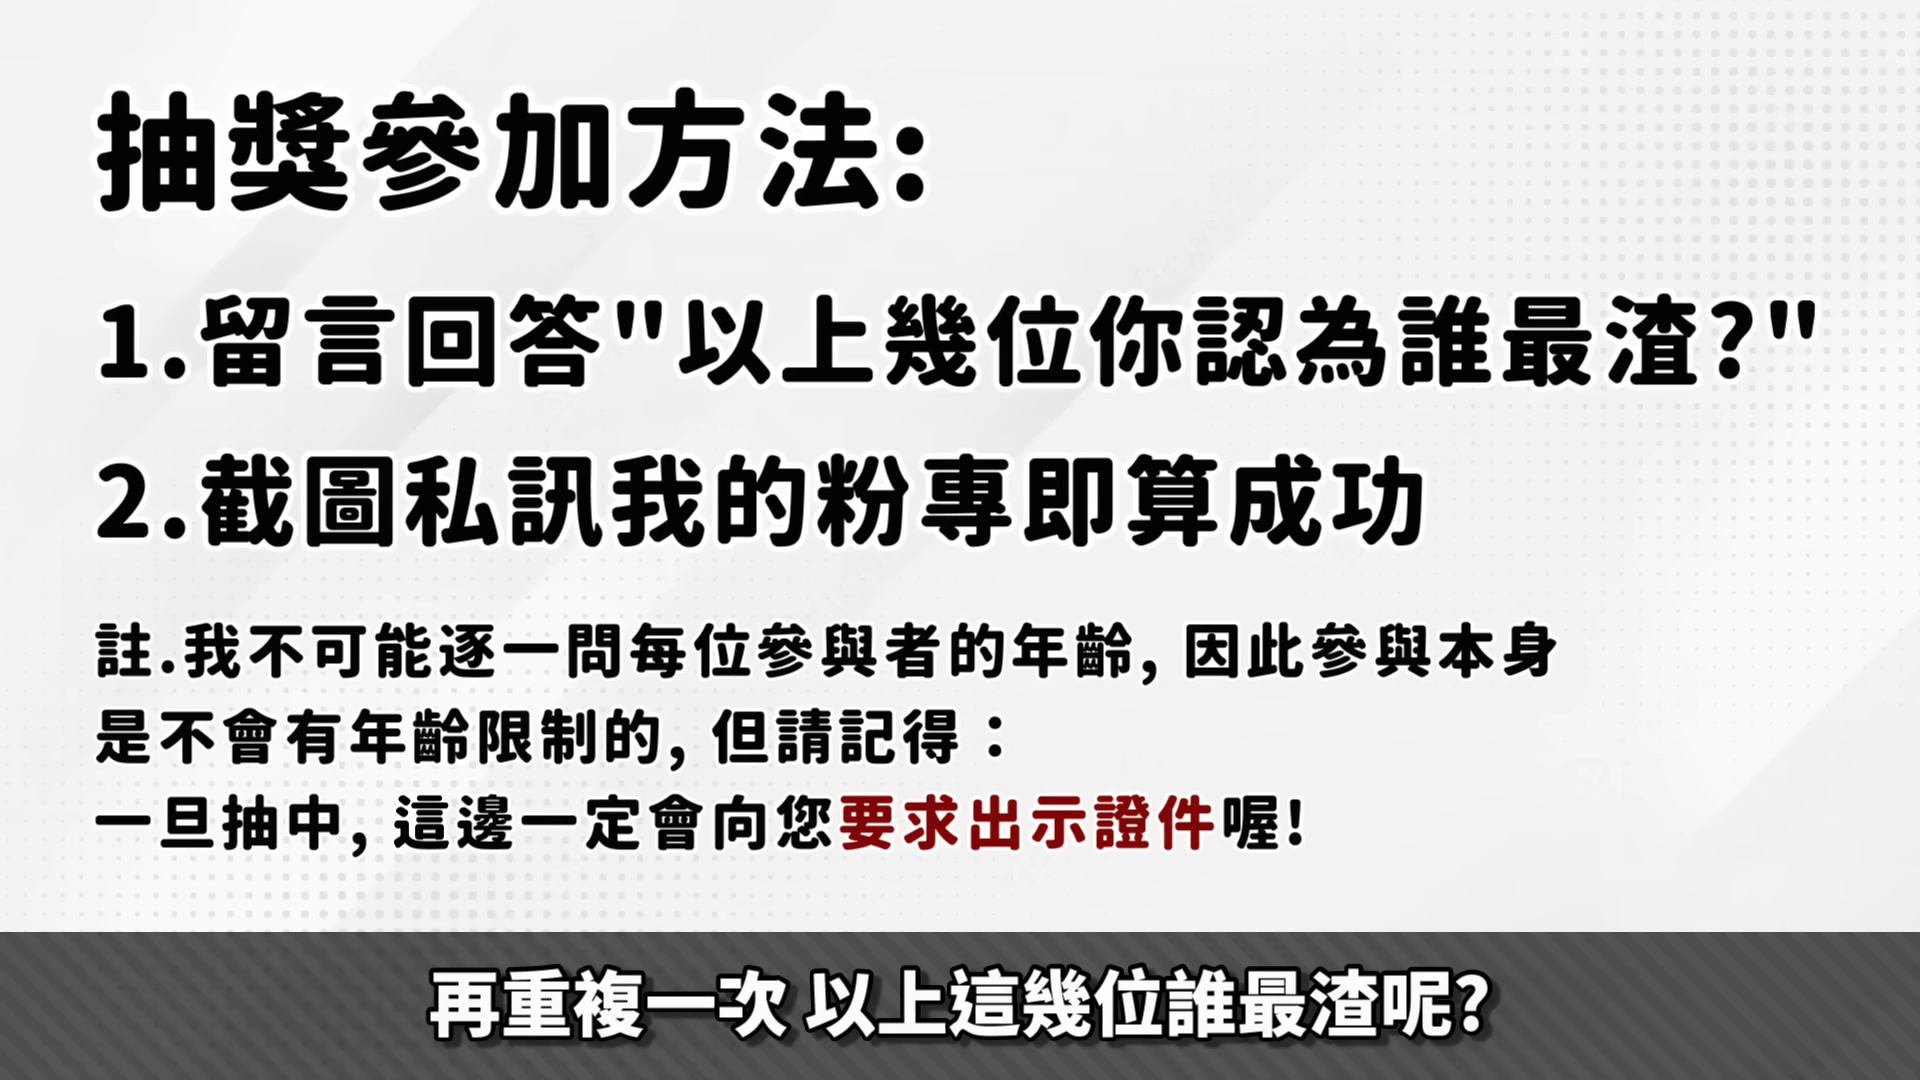 抽獎參加方法:
1.留言回答"以上幾位你認為誰最渣?"
2.截圖私訊我的粉專即算成功
註.我不可能逐一問每位參與者的年齡, 因此參與本身
是不會有年齡限制的, 但請記得：
一旦抽中, 這邊一定會向您要求出示證件喔!
再重複一次 以上這幾位誰最渣呢?